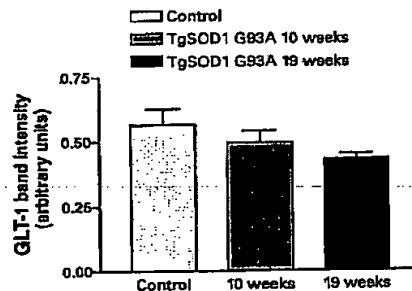 Control
TgSOD1 G93A 10 weeks
TgSOD1 G93A 19 weeks
GLT-1 band intensity
(arbitrary units)
0.75
0.50
0.25
0.00
Control
10 weeks
19 weeks